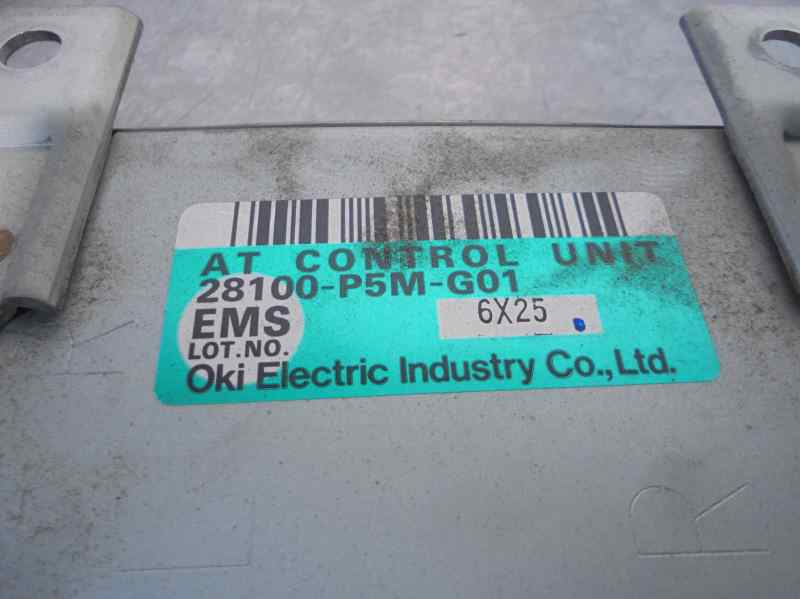 AT CONTROL UNIT
28100-P5M-G01
EMS
6X25
LOT.NO.
Oki Electric Industry Co.,Ltd.
R